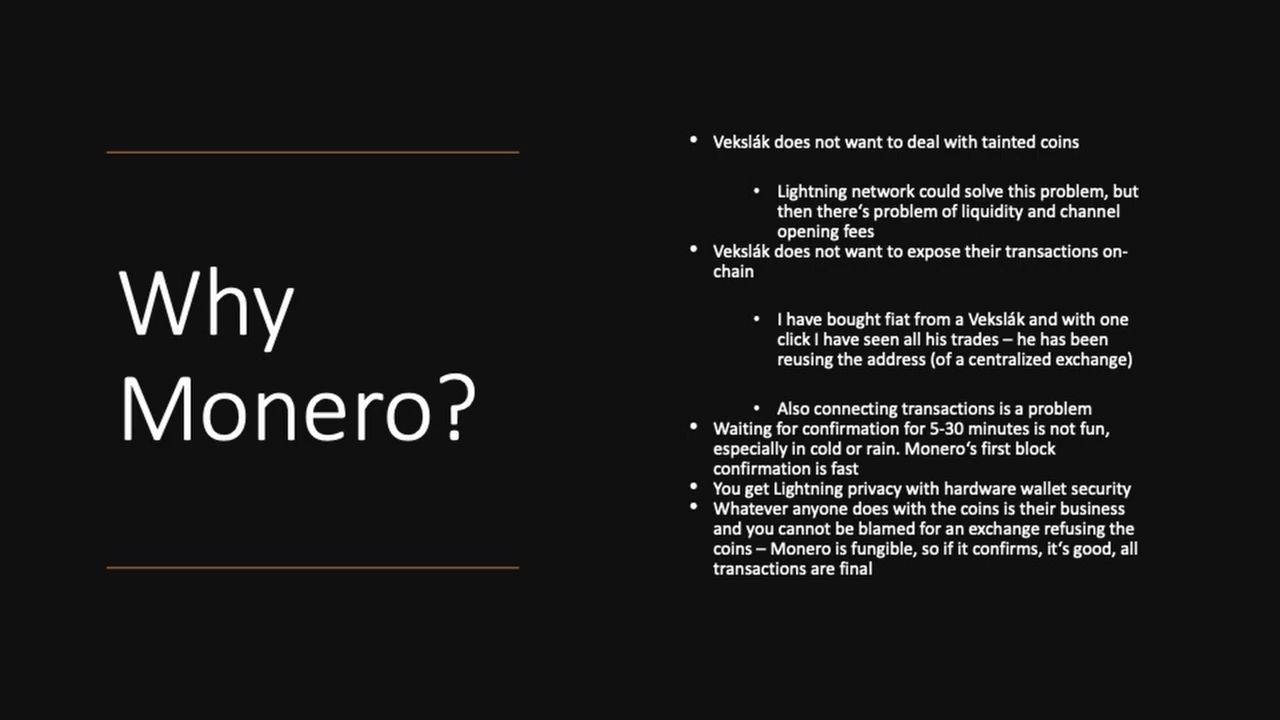 Why
Monero?
• Vekslák does not want to deal with tainted coins
• Lightning network could solve this problem, but
then there‘s problem of liquidity and channel
opening fees
• Vekslák does not want to expose their transactions on-
chain
• I have bought fiat from a Vekslák and with one
click I have seen all his trades – he has been
reusing the address (of a centralized exchange)
• Also connecting transactions is a problem
• Waiting for confirmation for 5-30 minutes is not fun,
especially in cold or rain. Monero‘s first block
confirmation is fast
• You get Lightning privacy with hardware wallet security
• Whatever anyone does with the coins is their business
and you cannot be blamed for an exchange refusing the
coins – Monero is fungible, so if it confirms, it‘s good, all
transactions are final